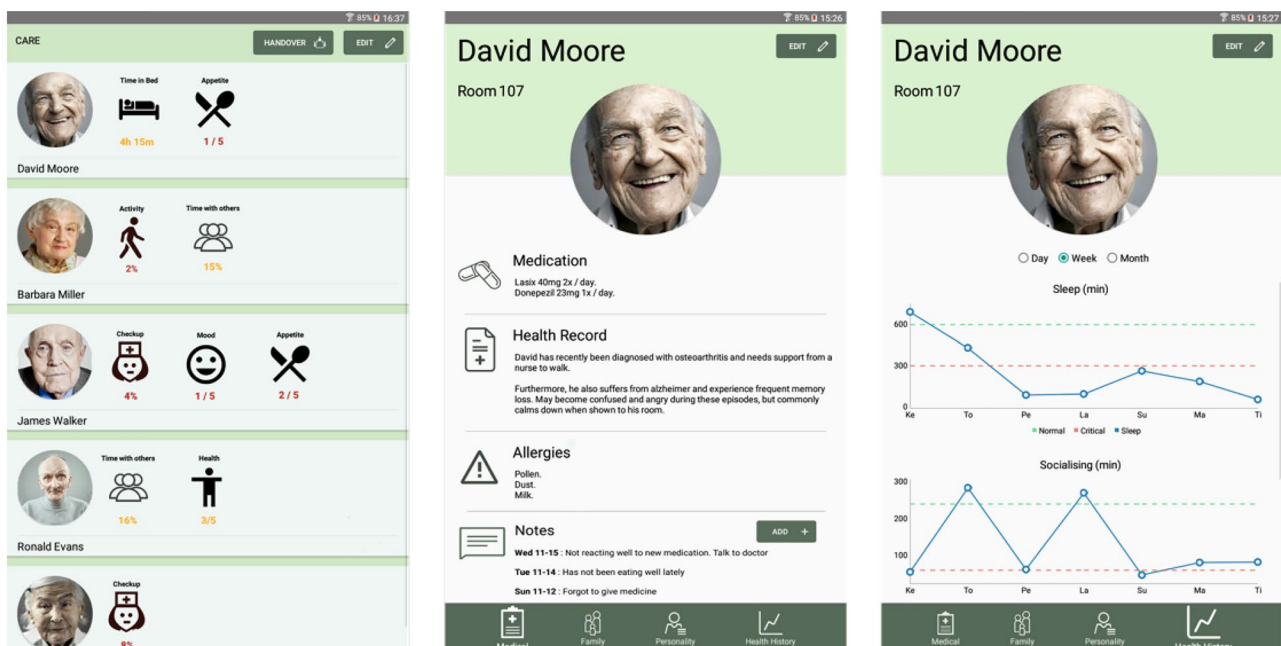 85% 16:37
CARE
HANDOVER
EDIT
Time in Bed
Appetite
4h 15m
1 / 5
David Moore
Activity
Time with others
2%
15%
Barbara Miller
Checkup
Mood
Appetite
4%
1 / 5
2 / 5
James Walker
Time with others
Health
16%
3/5
Ronald Evans
Checkup
8%
85% 15:26
David Moore
EDIT
Room 107
Medication
Lasix 40mg 2x / day.
Donepezil 23mg 1x / day.
Health Record
David has recently been diagnosed with osteoarthritis and needs support from a
nurse to walk.
Furthermore, he also suffers from alzheimer and experience frequent memory
loss. May become confused and angry during these episodes, but commonly
calms down when shown to his room.
Allergies
Pollen.
Dust.
Milk.
Notes
ADD +
Wed 11-15 : Not reacting well to new medication. Talk to doctor
Tue 11-14 : Has not been eating well lately
Sun 11-12 : Forgot to give medicine
Medical
Family
Personality
Health History
85% 15:27
David Moore
EDIT
Room 107
Day
Week
Month
Sleep (min)
600
300
0
Ke To Pe La Su Ma Ti
Normal Critical Sleep
Socialising (min)
300
200
100
Ke To Pe La Su Ma Ti
Medical
Family
Personality
Health History